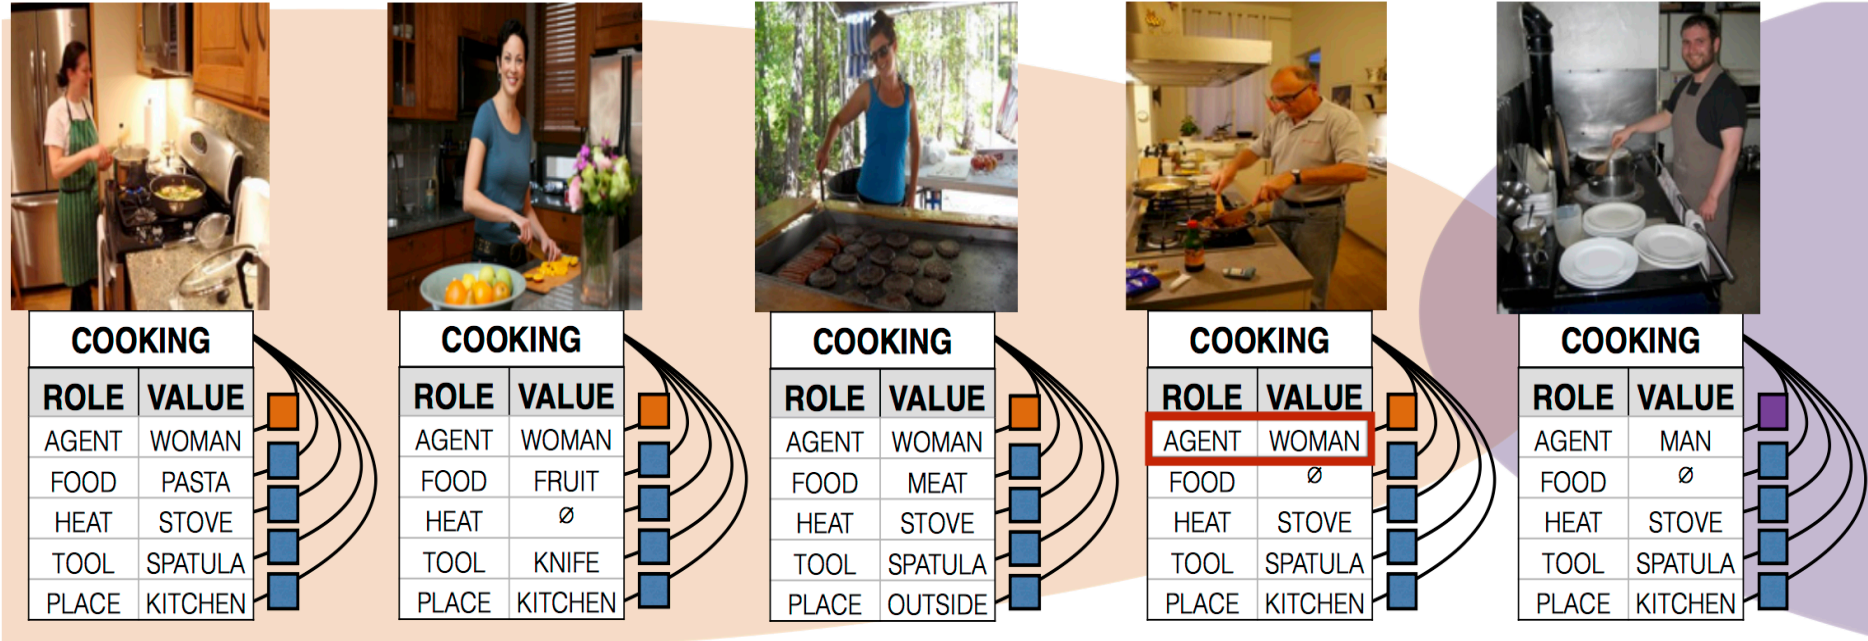 COOKING
ROLE VALUE
AGENT WOMAN
FOOD PASTA
HEAT STOVE
TOOL SPATULA
PLACE KITCHEN
COOKING
ROLE VALUE
AGENT WOMAN
FOOD FRUIT
HEAT Ø
TOOL KNIFE
PLACE KITCHEN
COOKING
ROLE VALUE
AGENT WOMAN
FOOD MEAT
HEAT STOVE
TOOL SPATULA
PLACE OUTSIDE
COOKING
ROLE VALUE
AGENT WOMAN
FOOD Ø
HEAT STOVE
TOOL SPATULA
PLACE KITCHEN
COOKING
ROLE VALUE
AGENT MAN
FOOD Ø
HEAT STOVE
TOOL SPATULA
PLACE KITCHEN